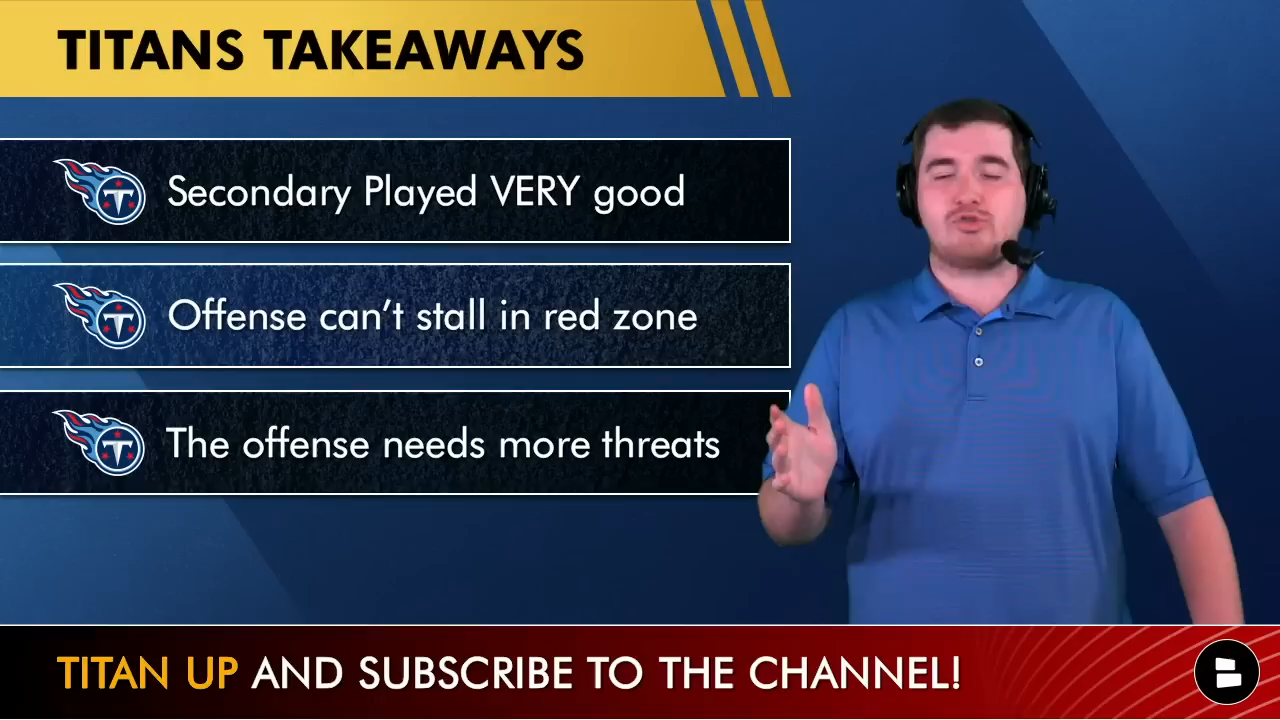 TITANS TAKEAWAYS
Secondary Played VERY good
Offense can't stall in red zone
The offense needs more threats
TITAN UP AND SUBSCRIBE TO THE CHANNEL!